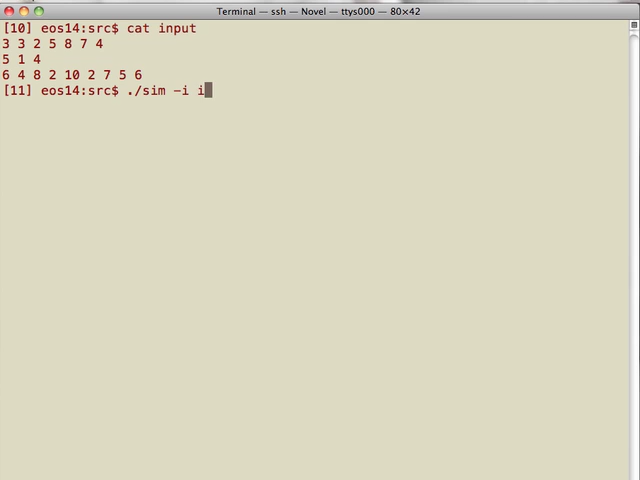 Terminal — ssh — Novel — ttys000 — 80×42
[10] eos14:src$ cat input
3 3 2 5 8 7 4
5 1 4
6 4 8 2 10 2 7 5 6
[11] eos14:src$ ./sim -i i